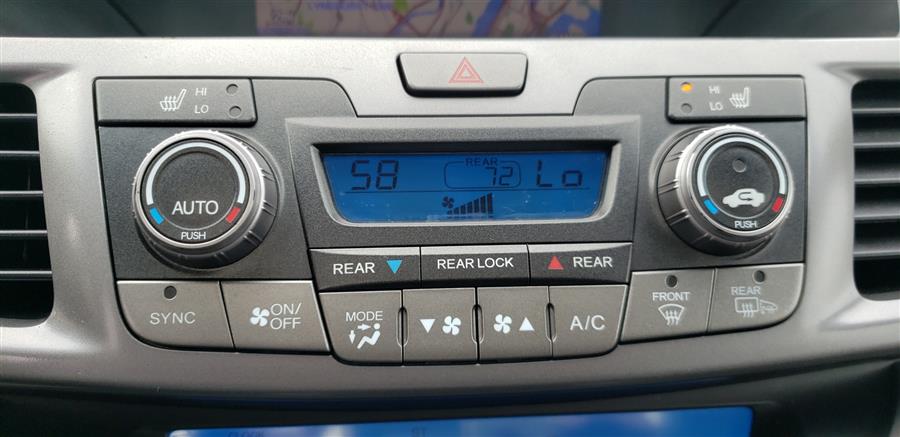 HI
LO
HI
LO
58
REAR
72
Lo
AUTO
PUSH
PUSH
REAR
REAR LOCK
REAR
SYNC
ON/
OFF
MODE
A/C
FRONT
REAR